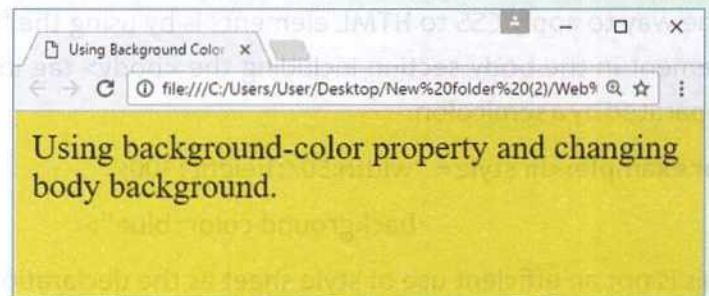 Using Background Color
file:///C:/Users/User/Desktop/New%20folder%20(2)/Web%
Using background-color property and changing
body background.